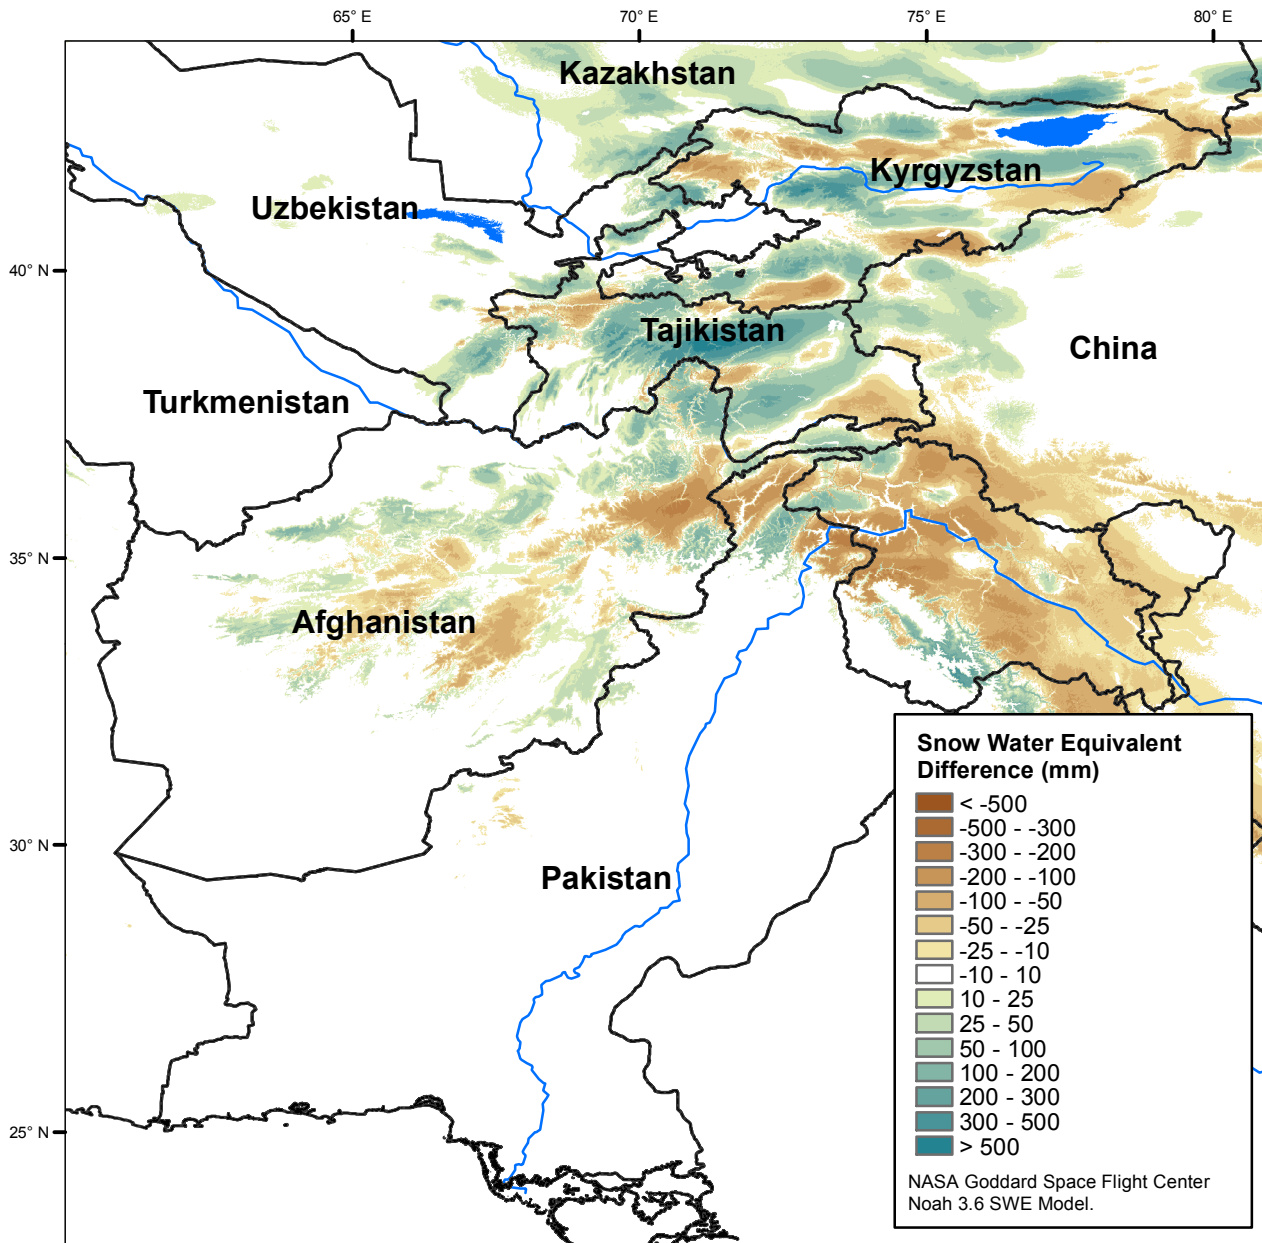 65° E
70° E
75° E
80° E
Kazakhstan
Kyrgyzstan
Uzbekistan
40° N
Tajikistan
China
Turkmenistan
35° N
Afghanistan
30° N
Pakistan
25° N
Snow Water Equivalent
Difference (mm)
< -500
-500 - -300
-300 - -200
-200 - -100
-100 - -50
-50 - -25
-25 - -10
-10 - 10
10 - 25
25 - 50
50 - 100
100 - 200
200 - 300
300 - 500
> 500
NASA Goddard Space Flight Center
Noah 3.6 SWE Model.